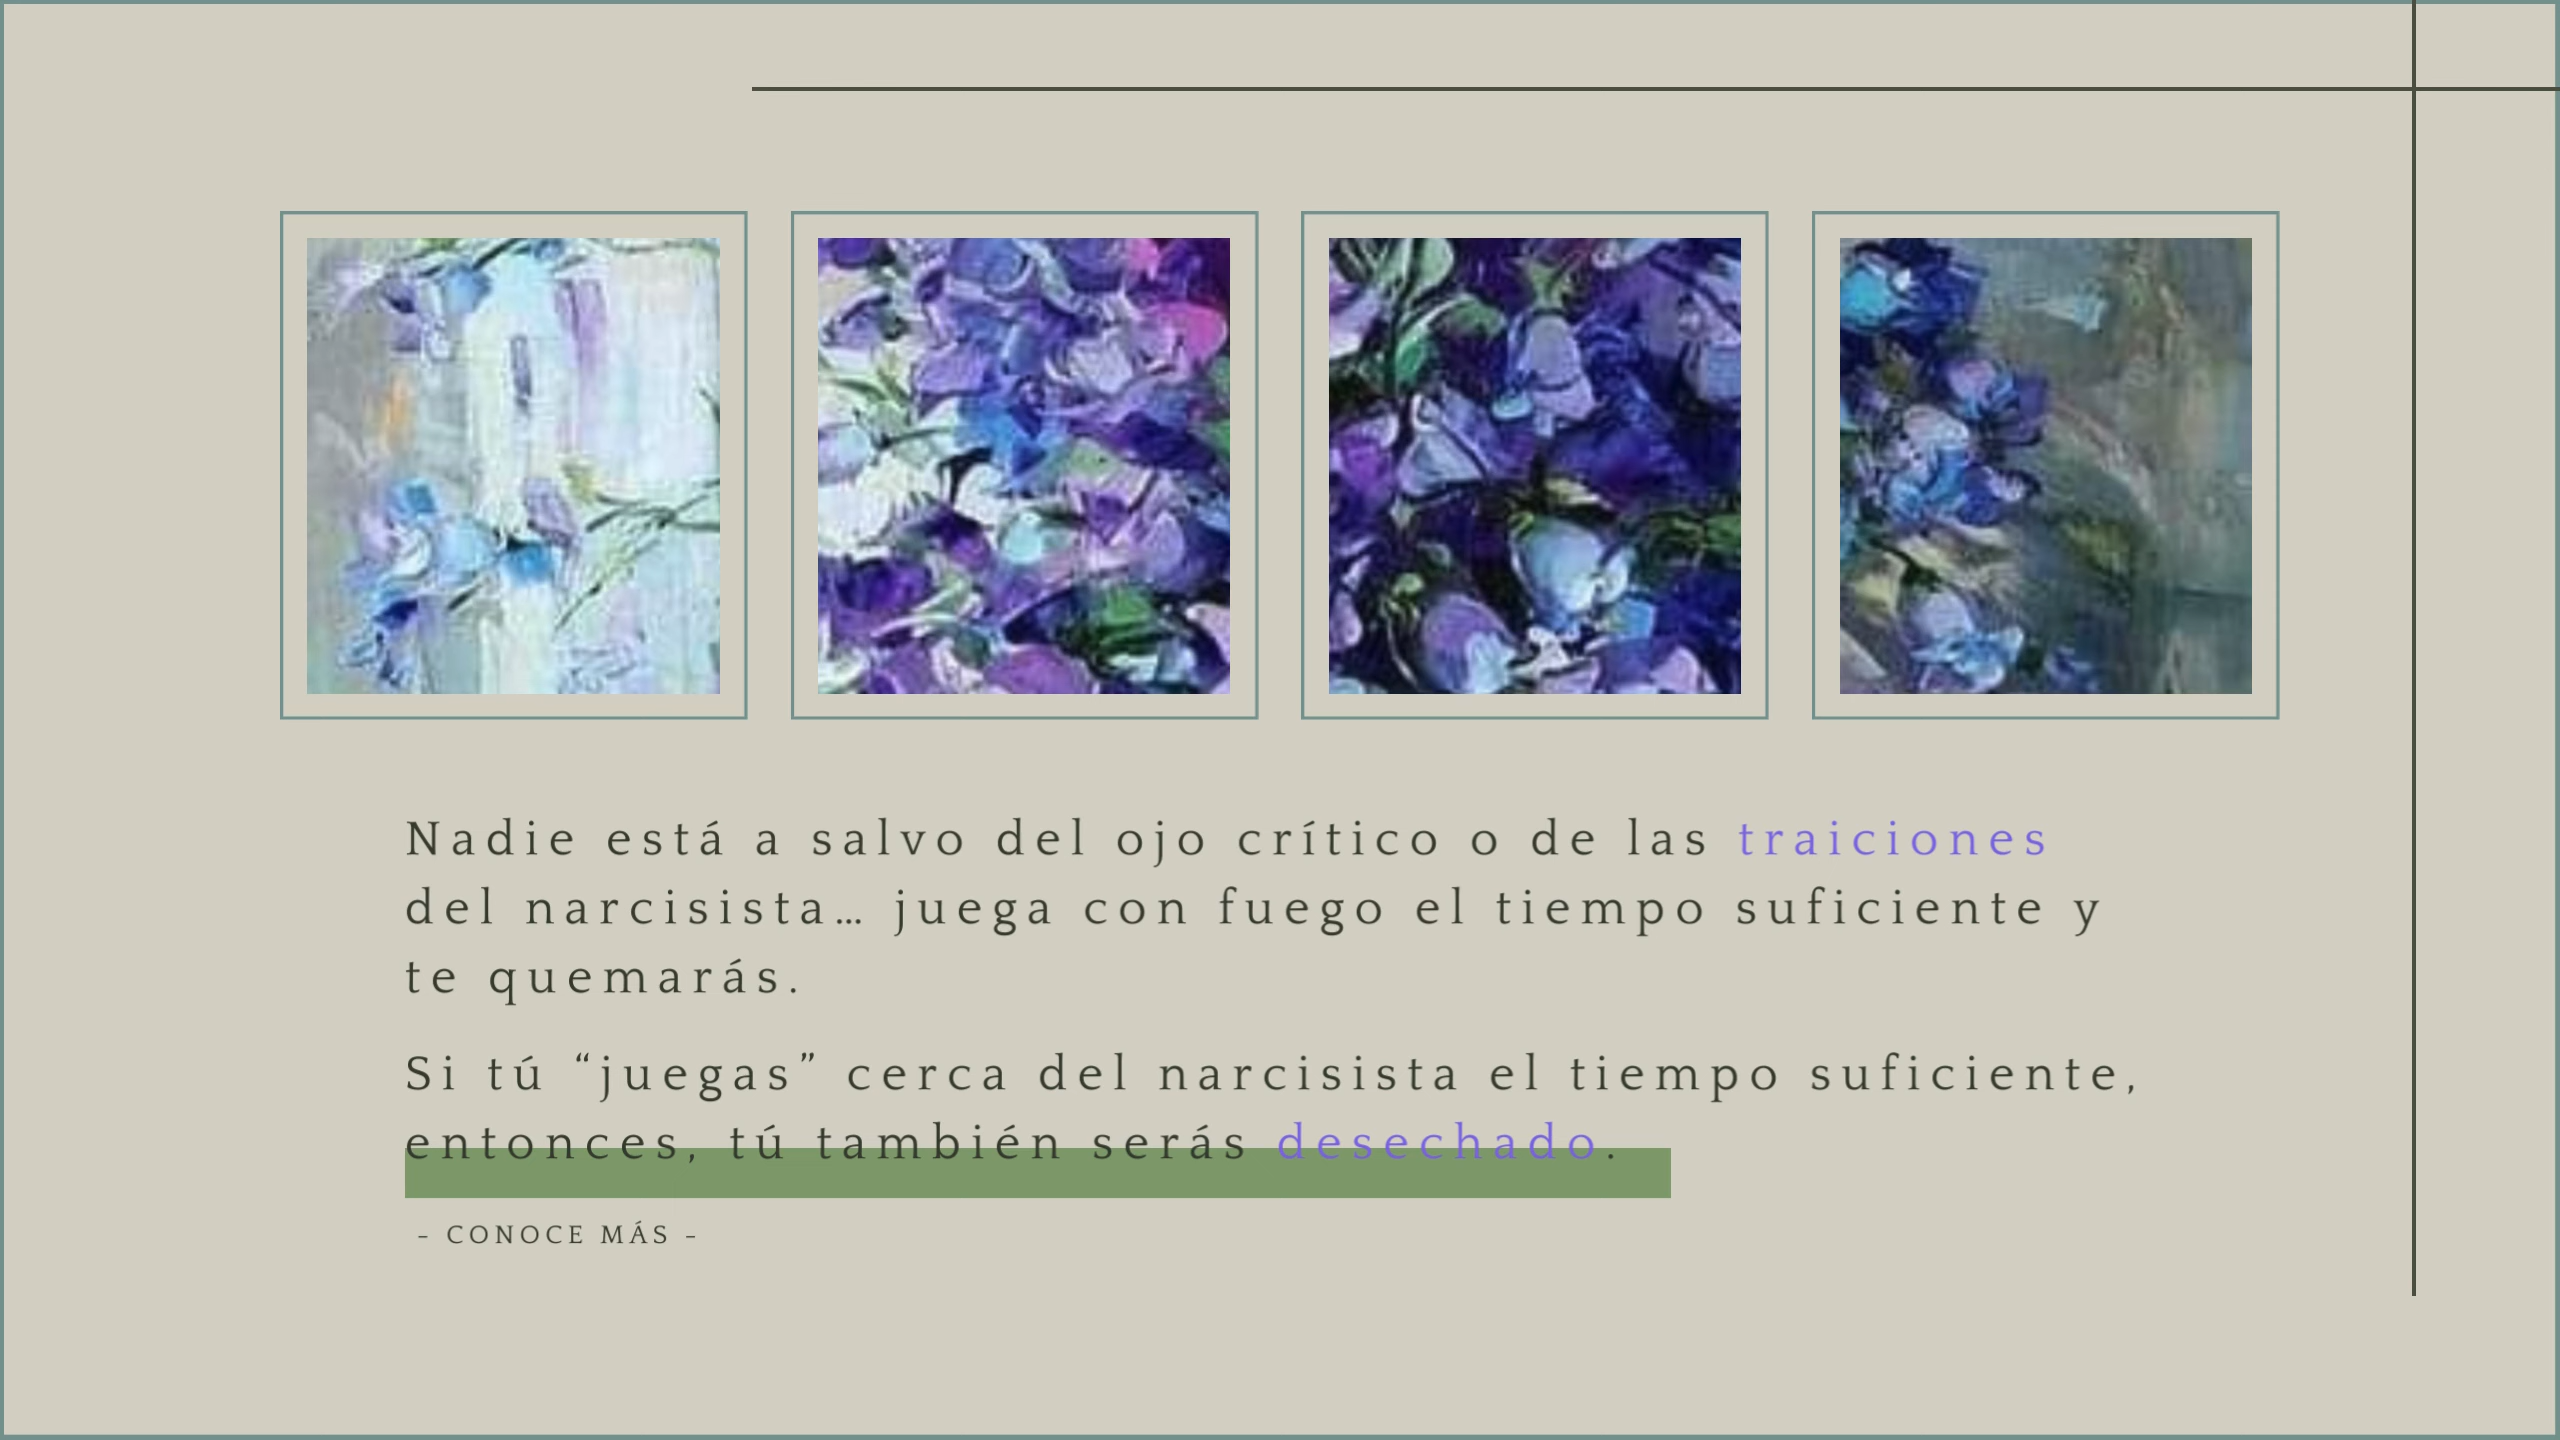 Nadie está a salvo del ojo crítico o de las traiciones
del narcisista… juega con fuego el tiempo suficiente y
te quemarás.
Si tú “juegas” cerca del narcisista el tiempo suficiente,
entonces, tú también serás desechado.
– CONOCE MÁS –